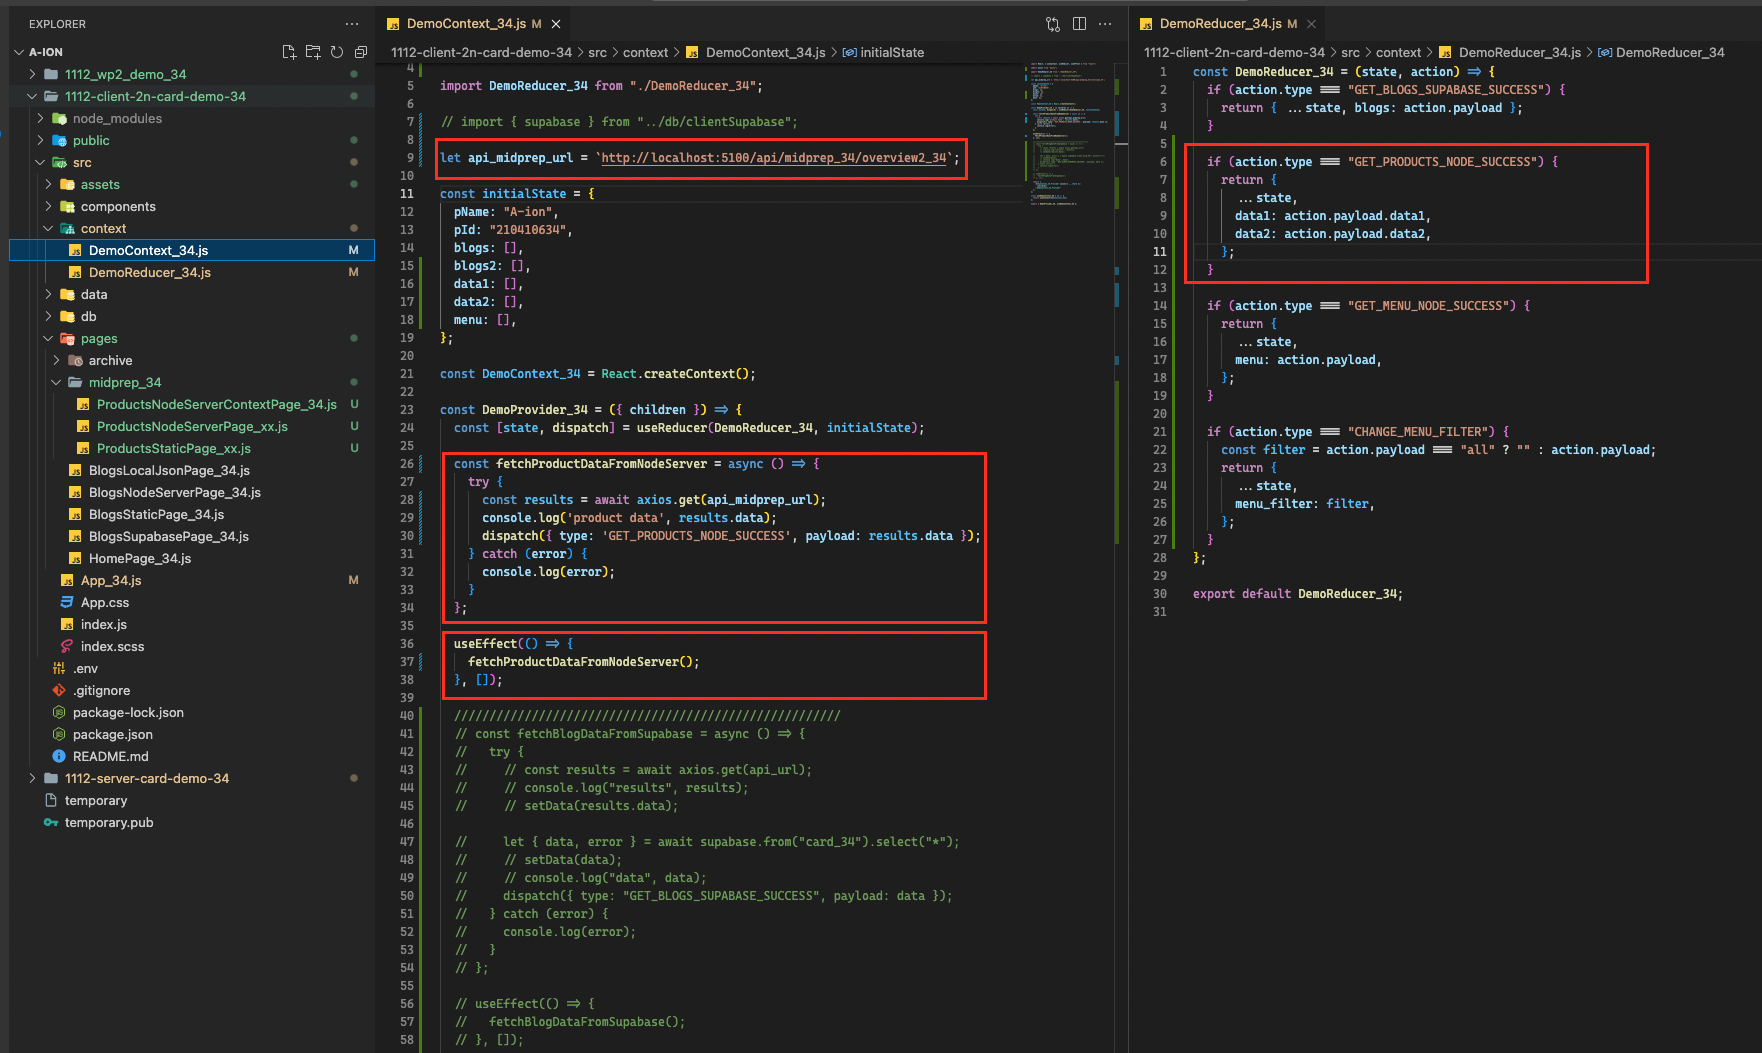 EXPLORER
A-ION
1112_wp2_demo_34
1112-client-2n-card-demo-34
node_modules
public
src
assets
components
context
DemoContext_34.js M
DemoReducer_34.js M
data
db
pages
archive
midprep_34
ProductsNodeServerContextPage_34.js U
ProductsNodeServerPage_xx.js U
ProductsStaticPage_xx.js U
BlogsLocalJsonPage_34.js
BlogsNodeServerPage_34.js
BlogsStaticPage_34.js
BlogsSupabasePage_34.js
HomePage_34.js
App_34.js M
App.css
index.js
index.scss
.env
.gitignore
package-lock.json
package.json
README.md
1112-server-card-demo-34
temporary
temporary.pub
DemoContext_34.js M
1112-client-2n-card-demo-34 > src > context > DemoContext_34.js > initialState
4
5 import DemoReducer_34 from "./DemoReducer_34";
6
7 // import { supabase } from "../db/clientSupabase";
8
9 let api_midprep_url = `http://localhost:5100/api/midprep_34/overview2_34`;
10
11 const initialState = {
12 pName: "A-ion",
13 pId: "210410634",
14 blogs: [],
15 blogs2: [],
16 data1: [],
17 data2: [],
18 menu: [],
19 };
20
21 const DemoContext_34 = React.createContext();
22
23 const DemoProvider_34 = ({ children }) => {
24 const [state, dispatch] = useReducer(DemoReducer_34, initialState);
25
26 const fetchProductDataFromNodeServer = async () => {
27 try {
28 const results = await axios.get(api_midprep_url);
29 console.log('product data', results.data);
30 dispatch({ type: 'GET_PRODUCTS_NODE_SUCCESS', payload: results.data });
31 } catch (error) {
32 console.log(error);
33 }
34 };
35
36 useEffect(() => {
37 fetchProductDataFromNodeServer();
38 }, []);
39
40 ///////////////////////////////////////////////////////
41 // const fetchBlogDataFromSupabase = async () => {
42 // try {
43 // // const results = await axios.get(api_url);
44 // // console.log("results", results);
45 // // setData(results.data);
46
47 // let { data, error } = await supabase.from("card_34").select("*");
48 // // setData(data);
49 // // console.log("data", data);
50 // dispatch({ type: "GET_BLOGS_SUPABASE_SUCCESS", payload: data });
51 // } catch (error) {
52 // console.log(error);
53 // }
54 // };
55
56 // useEffect(() => {
57 // fetchBlogDataFromSupabase();
58 // }, []);
DemoReducer_34.js M
1112-client-2n-card-demo-34 > src > context > DemoReducer_34.js > DemoReducer_34
1 const DemoReducer_34 = (state, action) => {
2 if (action.type === "GET_BLOGS_SUPABASE_SUCCESS") {
3 return { ...state, blogs: action.payload };
4 }
5
6 if (action.type === "GET_PRODUCTS_NODE_SUCCESS") {
7 return {
8 ...state,
9 data1: action.payload.data1,
10 data2: action.payload.data2,
11 };
12 }
13
14 if (action.type === "GET_MENU_NODE_SUCCESS") {
15 return {
16 ...state,
17 menu: action.payload,
18 };
19 }
20
21 if (action.type === "CHANGE_MENU_FILTER") {
22 const filter = action.payload === "all" ? "" : action.payload;
23 return {
24 ...state,
25 menu_filter: filter,
26 };
27 }
28 };
29
30 export default DemoReducer_34;
31